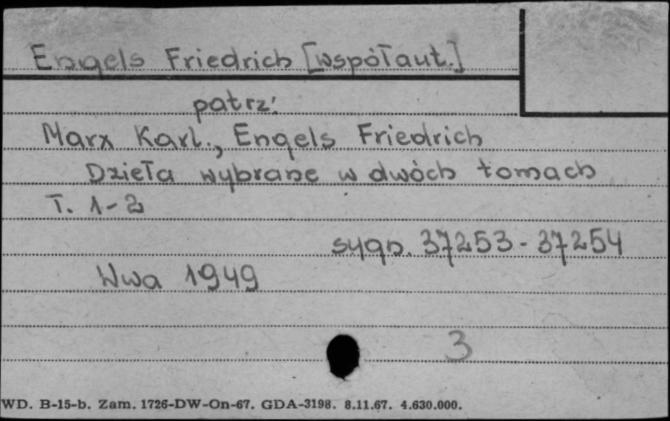 Engels Friedrich [współaut.]
patrz:
Marx Karl., Engels Friedrich
Dzieła wybrane w dwóch tomach
T. 1-2
sygn. 37253-37254
Wwa 1949
3
WD. B-15-b. Zam. 1726-DW-On-67. GDA-3198. 8.11.67. 4.630.000.